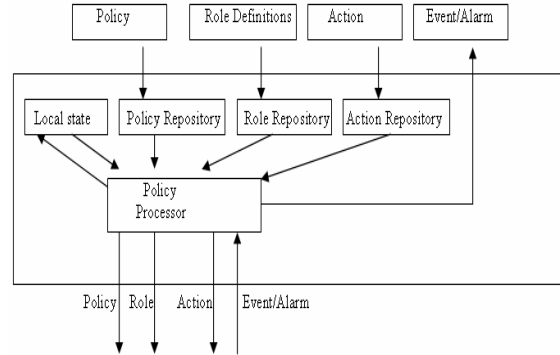 Policy
Role Definitions
Action
Event/Alarm
Local state
Policy Repository
Role Repository
Action Repository
Policy
Processor
Policy
Role
Action
Event/Alarm